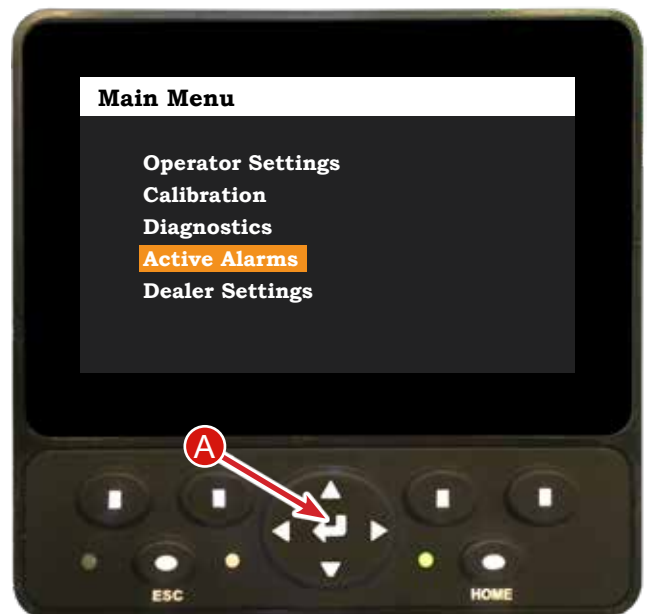 Main Menu
Operator Settings
Calibration
Diagnostics
Active Alarms
Dealer Settings
A
ESC
HOME